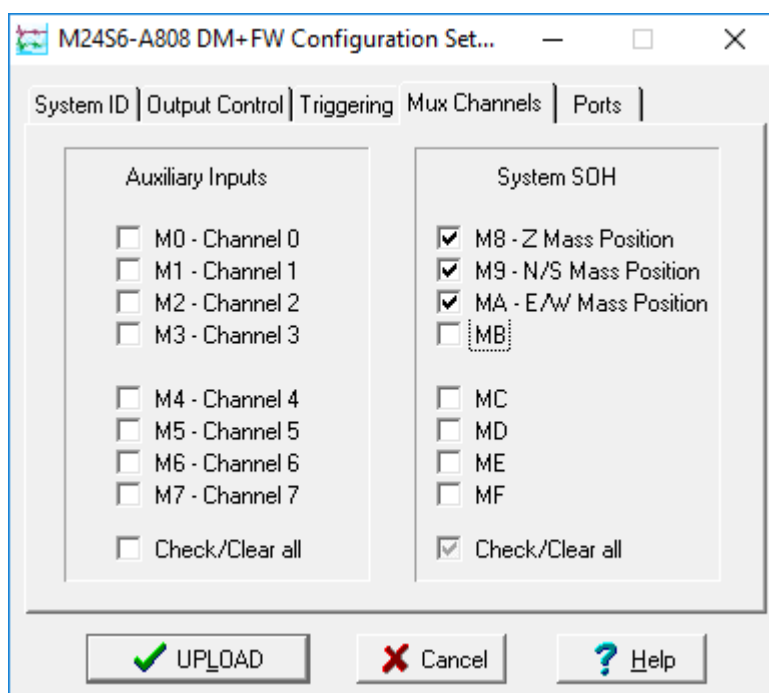 M24S6-A808 DM+FW Configuration Set...
System ID Output Control Triggering Mux Channels Ports
Auxiliary Inputs
M0 - Channel 0
M1 - Channel 1
M2 - Channel 2
M3 - Channel 3
M4 - Channel 4
M5 - Channel 5
M6 - Channel 6
M7 - Channel 7
Check/Clear all
System SOH
M8 - Z Mass Position
M9 - N/S Mass Position
MA - E/W Mass Position
MB
MC
MD
ME
MF
Check/Clear all
UPLOAD Cancel Help